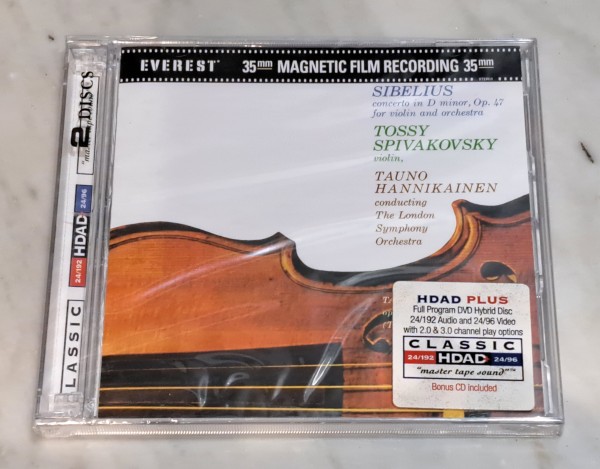 EVEREST 35mm MAGNETIC FILM RECORDING 35mm
SIBELIUS
concerto in D minor, Op. 47
for violin and orchestra
TOSSY
SPIVAKOVSKY
violin,
TAUNO
HANNIKAINEN
conducting
The London
Symphony
Orchestra
HDAD PLUS
Full Program DVD Hybrid Disc
24/192 Audio and 24/96 Video
with 2.0 & 3.0 channel play options
CLASSIC
24/192 HDAD 24/96
"master tape sound"™
Bonus CD Included
2 DISCS
24/192 HDAD 24/96
CLASSIC